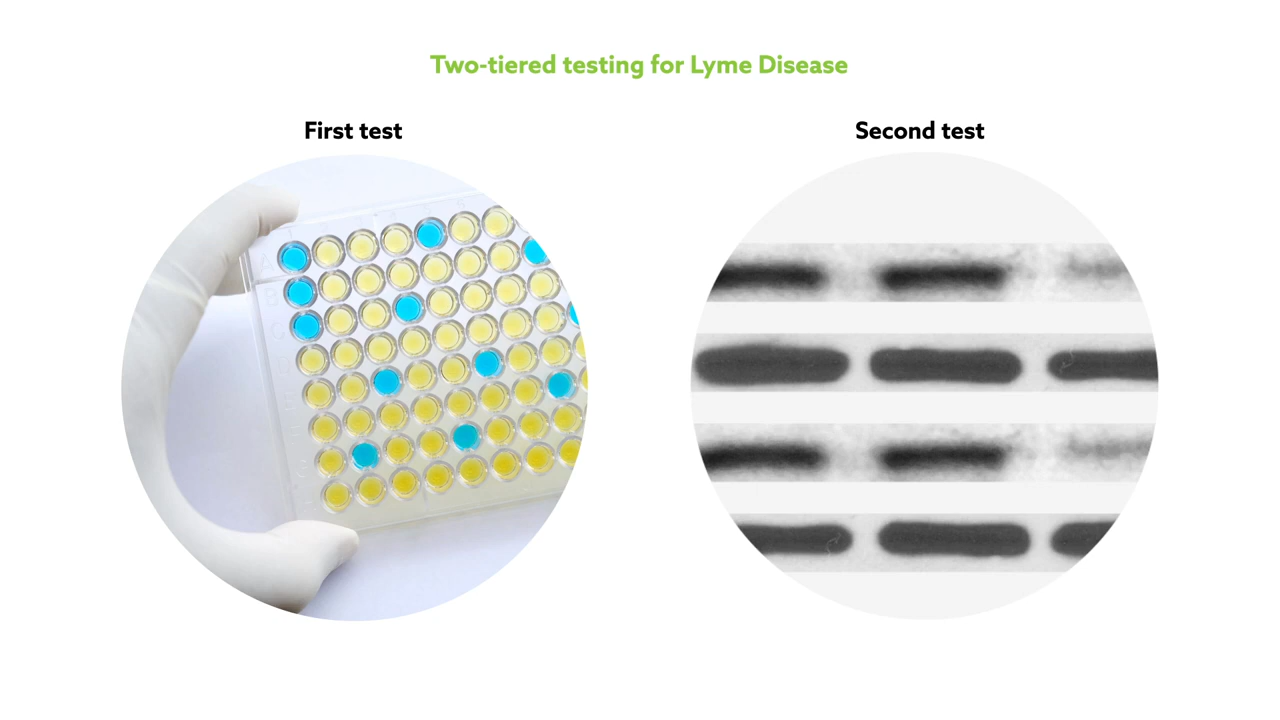 Two-tiered testing for Lyme Disease
First test
Second test
A
B
C